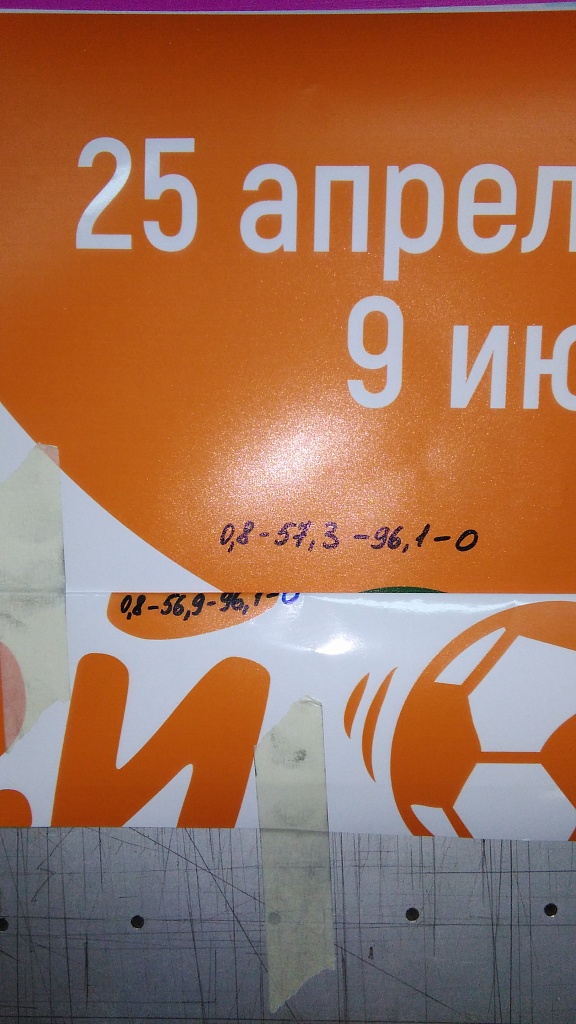 25 апрел
9 ию
0,8-57,3-96,1-0
0,8-56,9-96,1-0
и